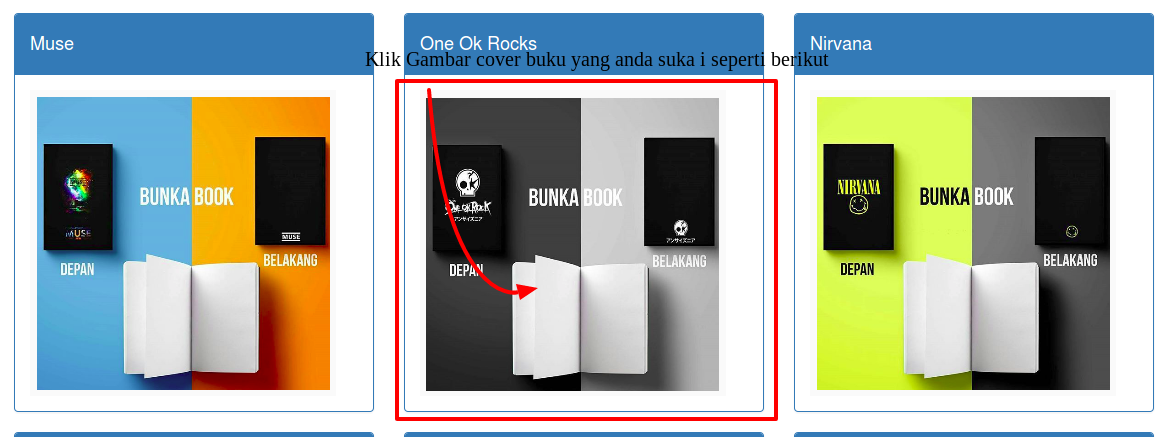 Muse
One Ok Rocks
Nirvana
Klik Gambar cover buku yang anda suka i seperti berikut
BUNKA BOOK
MUSE
MUSE
DEPAN
BELAKANG
BUNKA BOOK
ONE OK ROCK
アンサイズニア
アンサイズニア
DEPAN
BELAKANG
BUNKA BOOK
NIRVANA
DEPAN
BELAKANG